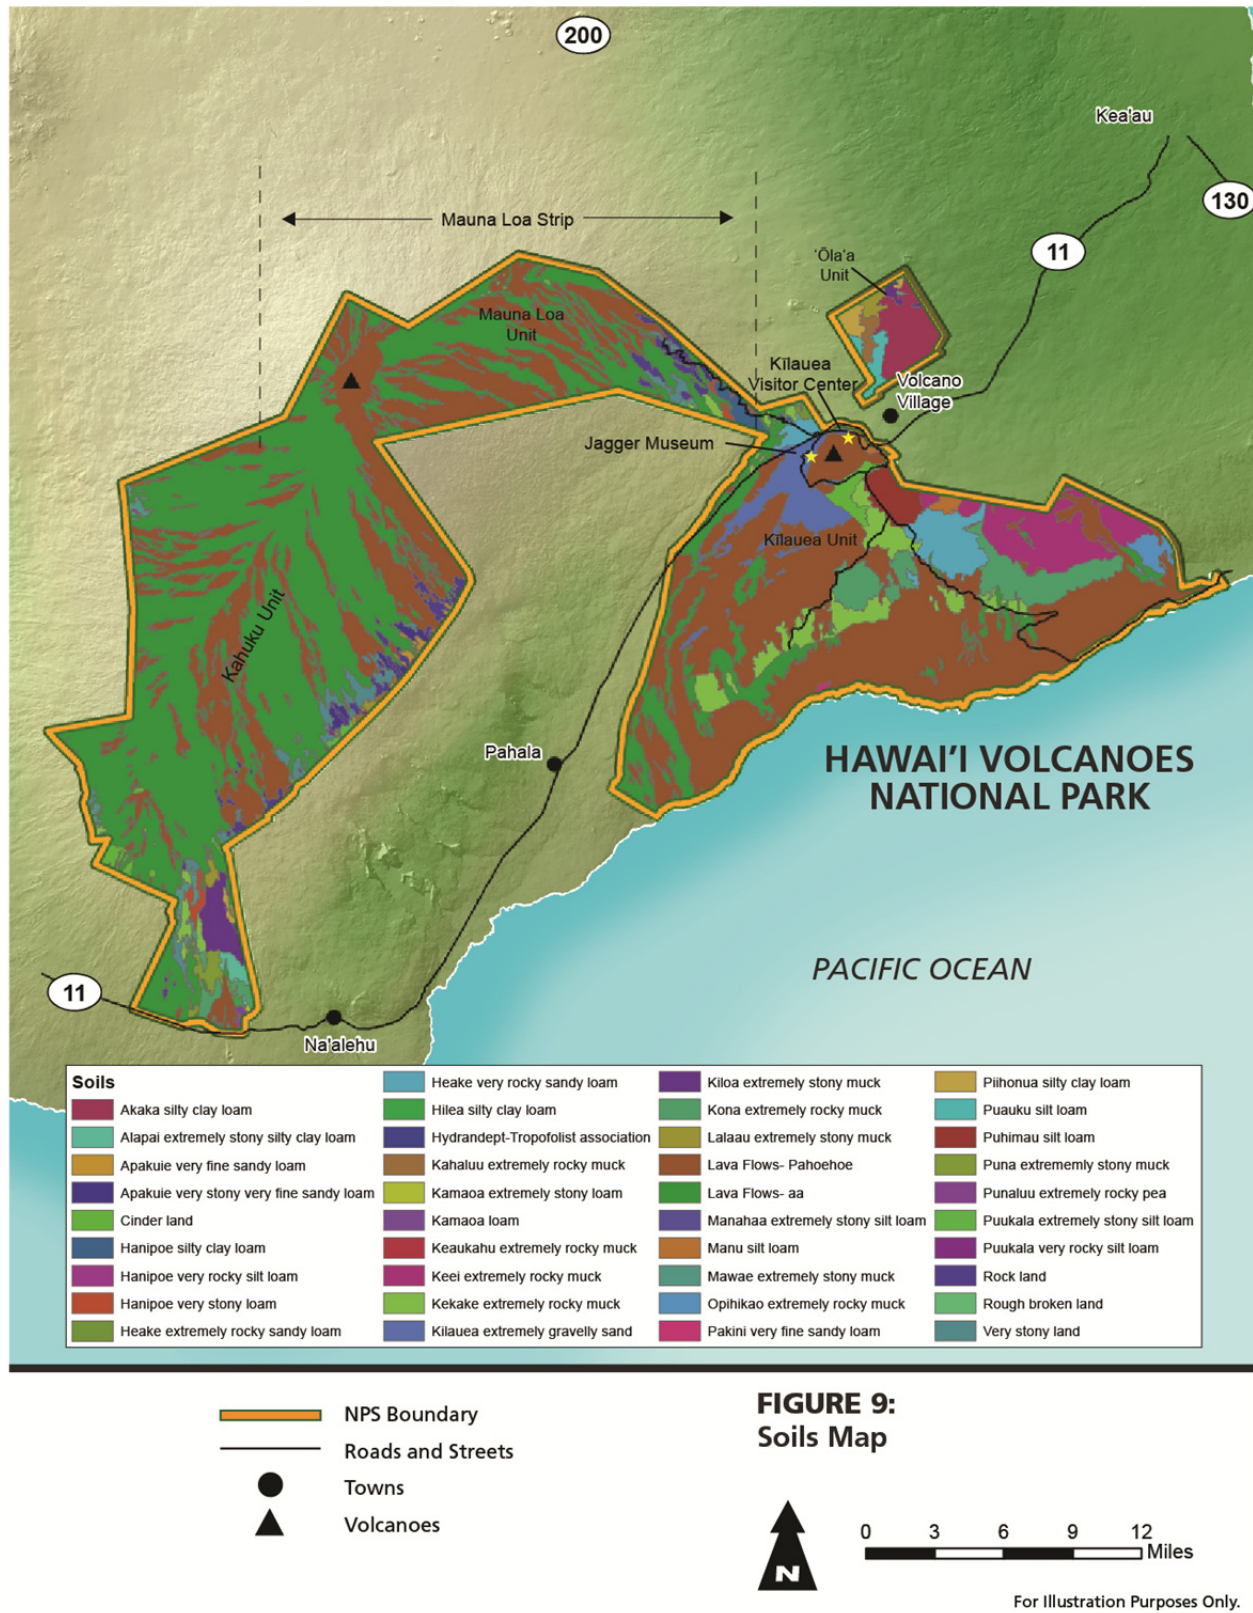 200
Kea'au
130
Mauna Loa Strip
11
'Ōla'a
Unit
Mauna Loa
Unit
Kīlauea
Visitor Center
Volcano
Village
Jagger Museum
Kīlauea Unit
Kahuku Unit
Pahala
HAWAI'I VOLCANOES
NATIONAL PARK
PACIFIC OCEAN
11
Na'alehu
Soils
Akaka silty clay loam
Alapai extremely stony silty clay loam
Apakuie very fine sandy loam
Apakuie very stony very fine sandy loam
Cinder land
Hanipoe silty clay loam
Hanipoe very rocky silt loam
Hanipoe very stony loam
Heake extremely rocky sandy loam
Heake very rocky sandy loam
Hilea silty clay loam
Hydrandept-Tropofolist association
Kahaluu extremely rocky muck
Kamaoa extremely stony loam
Kamaoa loam
Keaukahu extremely rocky muck
Keei extremely rocky muck
Kekake extremely rocky muck
Kilauea extremely gravelly sand
Kiloa extremely stony muck
Kona extremely rocky muck
Lalaau extremely stony muck
Lava Flows- Pahoehoe
Lava Flows- aa
Manahaa extremely stony silt loam
Manu silt loam
Mawae extremely stony muck
Opihikao extremely rocky muck
Pakini very fine sandy loam
Piihonua silty clay loam
Puauku silt loam
Puhimau silt loam
Puna extrememly stony muck
Punaluu extremely rocky pea
Puukala extremely stony silt loam
Puukala very rocky silt loam
Rock land
Rough broken land
Very stony land
NPS Boundary
Roads and Streets
Towns
Volcanoes
FIGURE 9:
Soils Map
N
0 3 6 9 12
Miles
For Illustration Purposes Only.